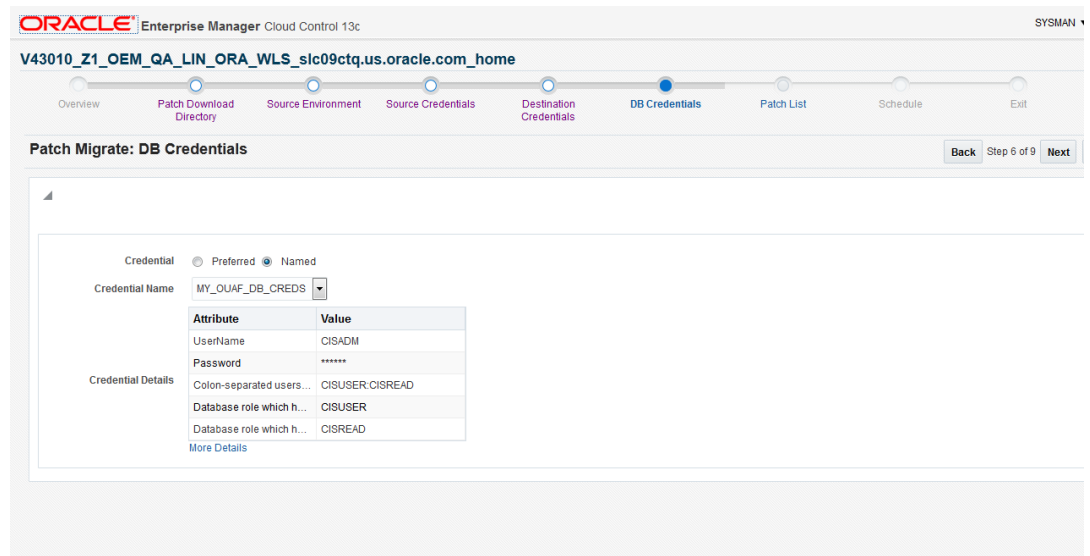 ORACLE Enterprise Manager Cloud Control 13c SYSMAN
V43010_Z1_OEM_QA_LIN_ORA_WLS_slc09ctq.us.oracle.com_home
Overview Patch Download Directory Source Environment Source Credentials Destination Credentials DB Credentials Patch List Schedule Exit
Patch Migrate: DB Credentials Back Step 6 of 9 Next
Credential Preferred Named
Credential Name MY_OUAF_DB_CREDS
Attribute Value
UserName CISADM
Password ******
Credential Details
Colon-separated users... CISUSER:CISREAD
Database role which h... CISUSER
Database role which h... CISREAD
More Details